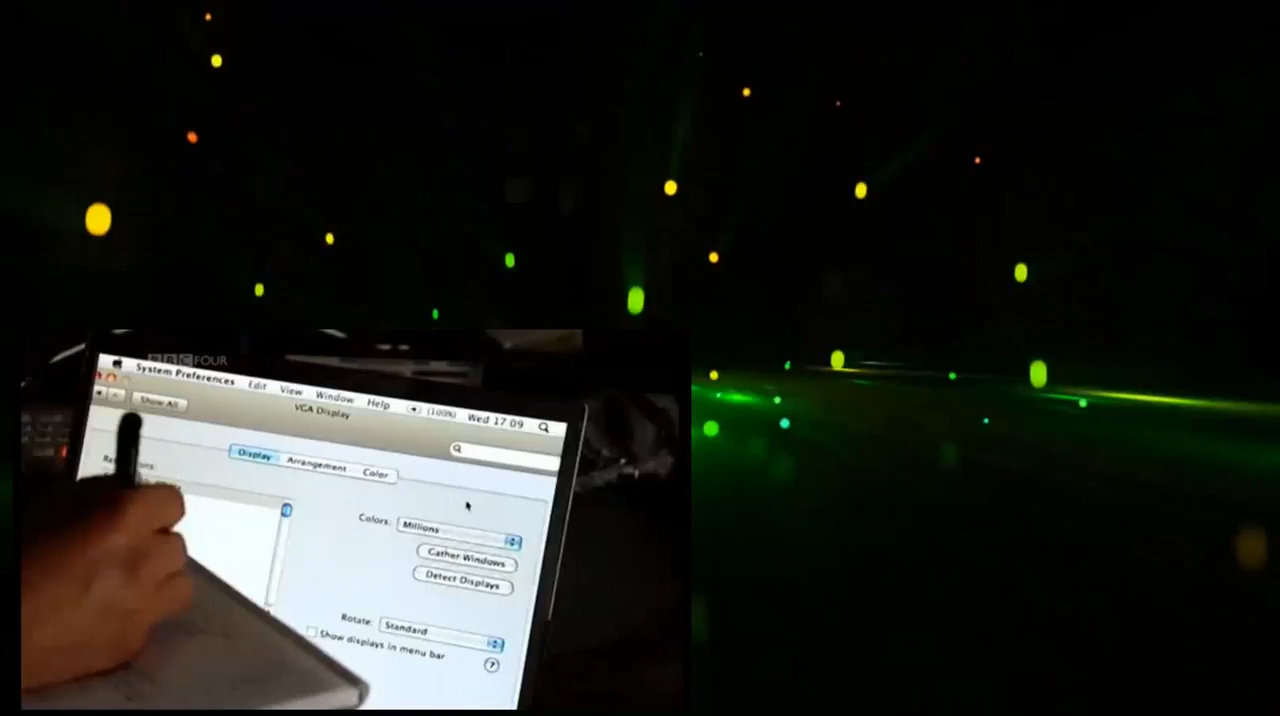 BBC FOUR
System Preferences Edit View Window Help (100%) Wed 17:09
VGA Display
Show All
Display Arrangement Color
Colors: Millions
Gather Windows
Detect Displays
Rotate: Standard
Show displays in menu bar
?